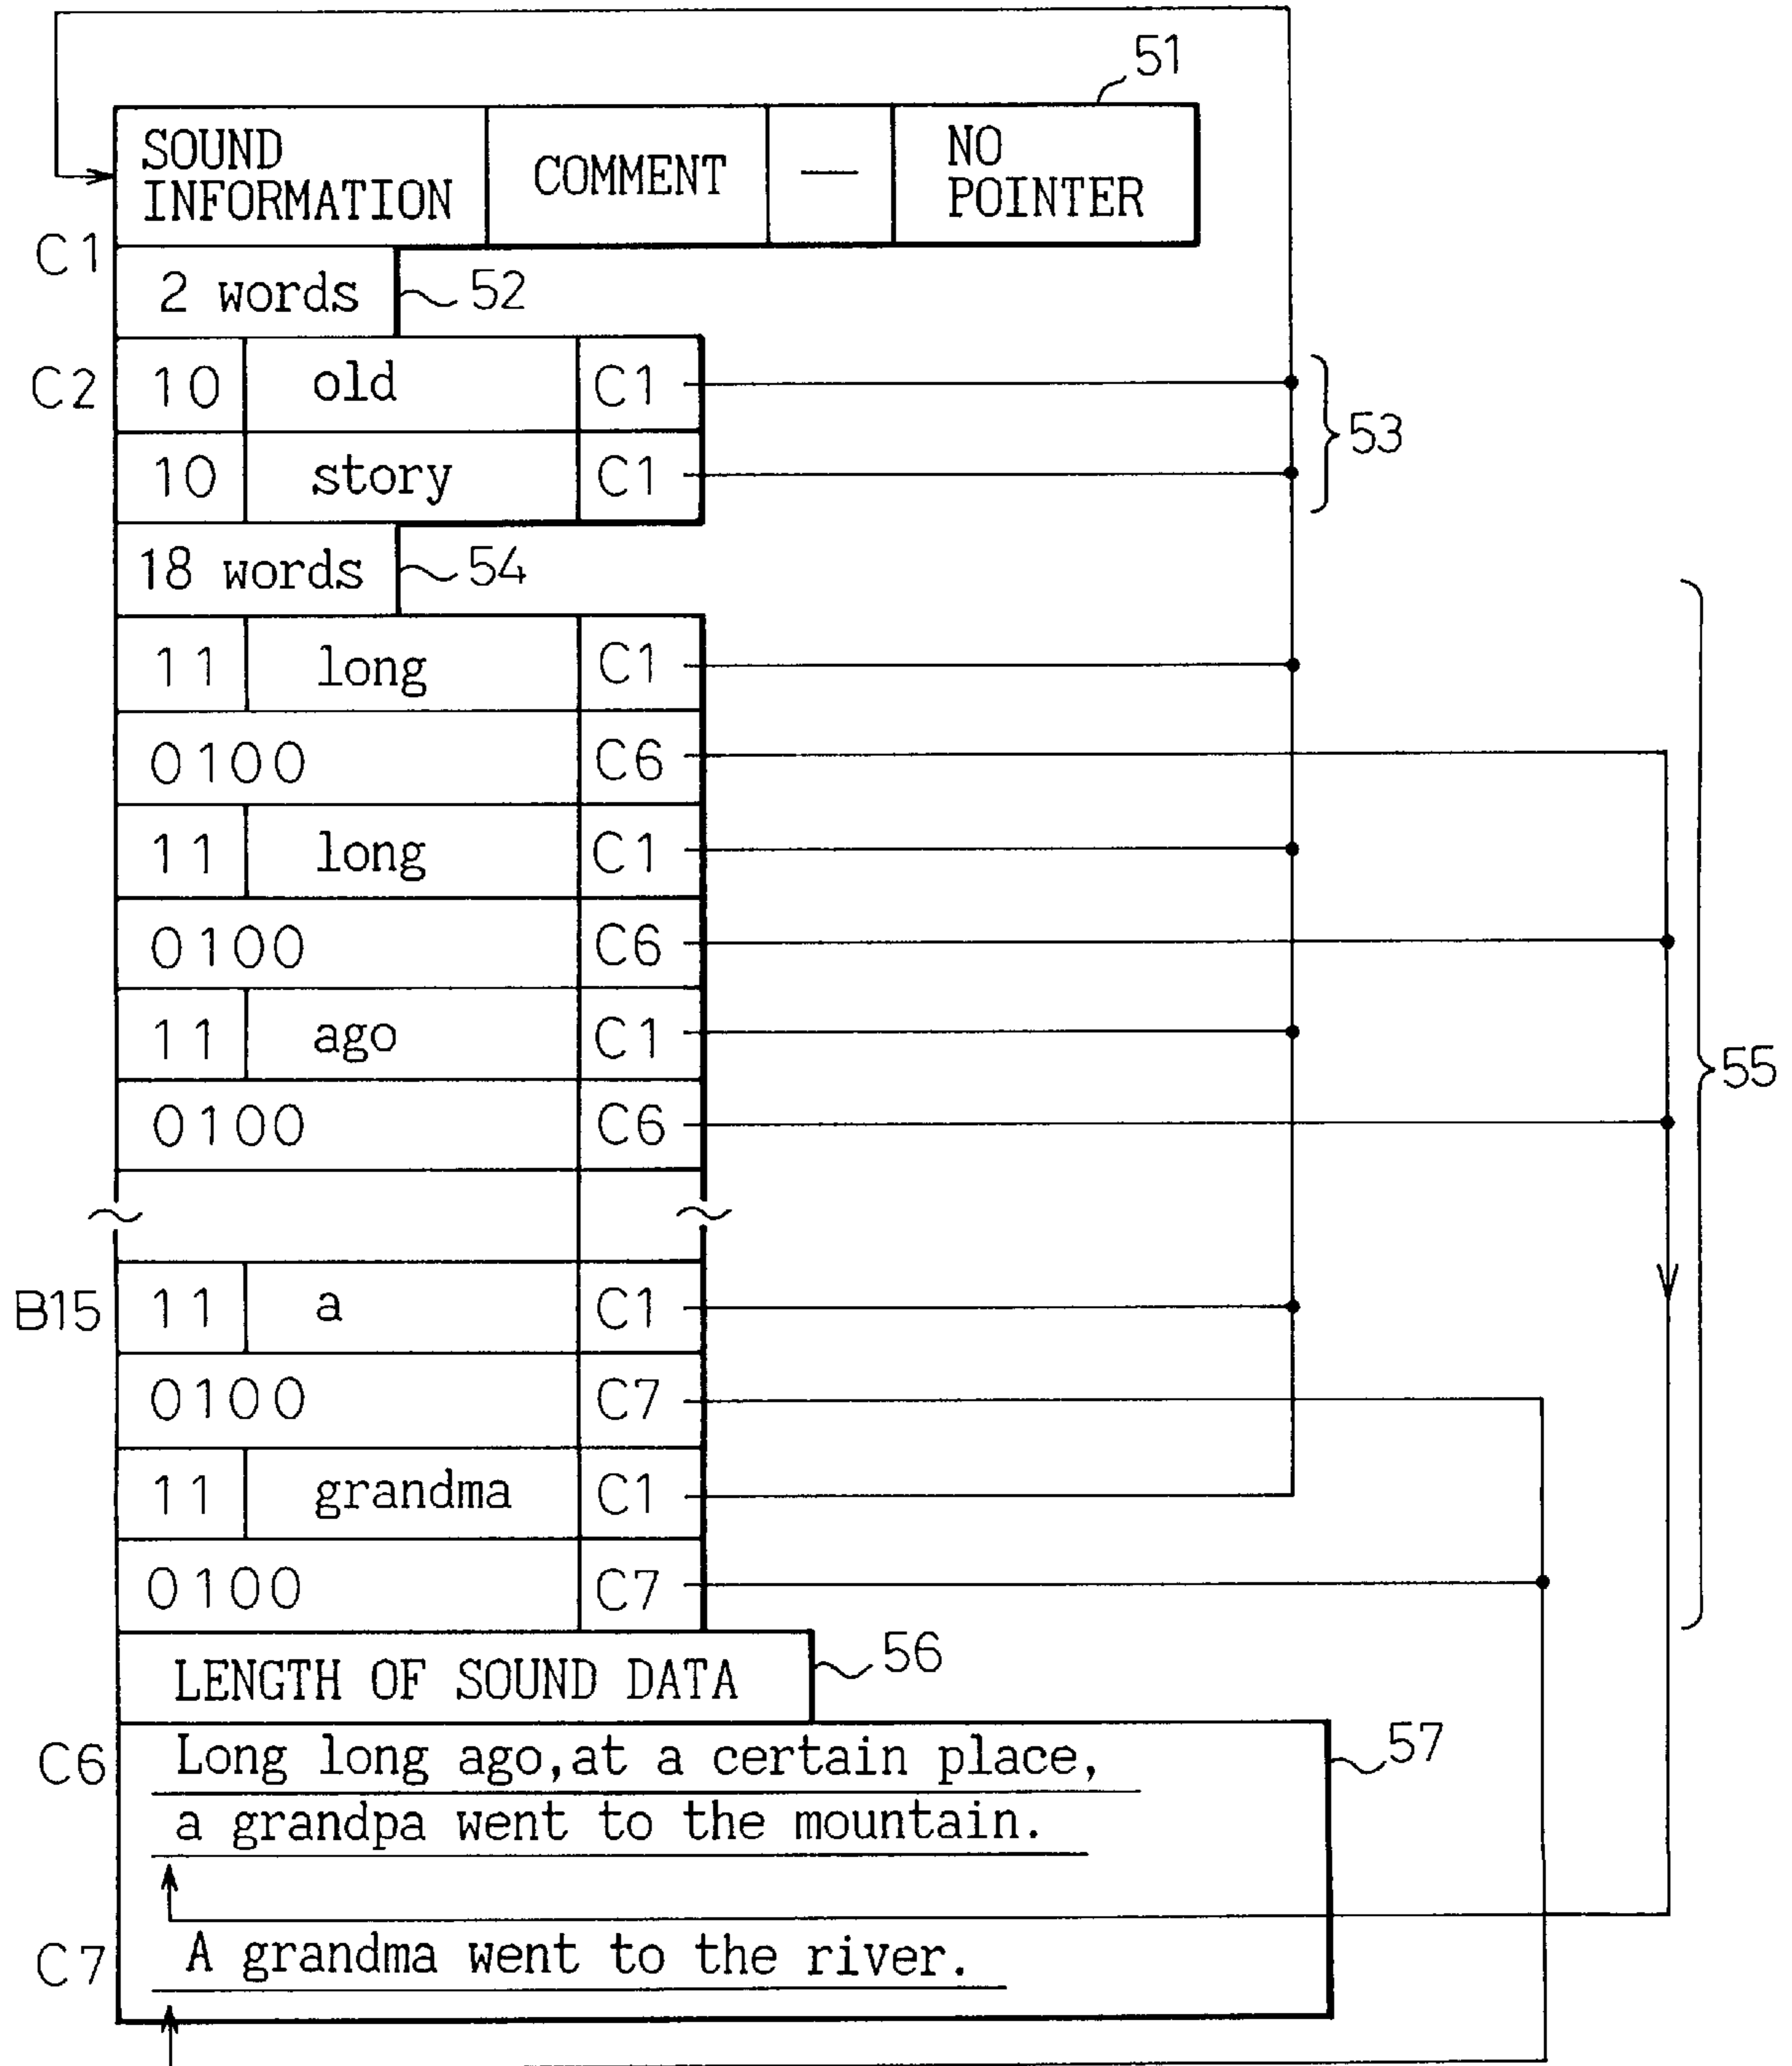 51
SOUND INFORMATION COMMENT — NO POINTER
C1
2 words 52
C2 10 old C1
53
10 story C1
18 words 54
11 long C1
0100 C6
11 long C1
0100 C6
11 ago C1
55
0100 C6
B15 11 a C1
0100 C7
11 grandma C1
0100 C7
LENGTH OF SOUND DATA 56
C6 Long long ago,at a certain place, 57
a grandpa went to the mountain.
C7 A grandma went to the river.